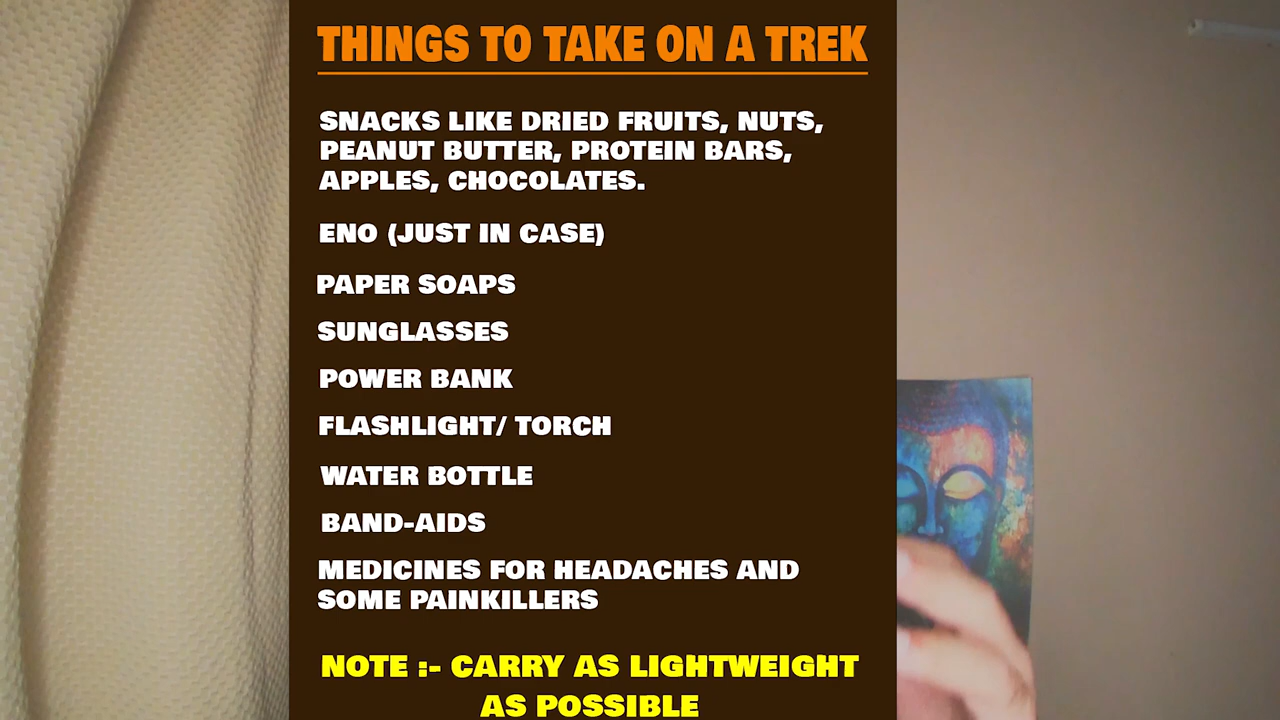 THINGS TO TAKE ON A TREK
SNACKS LIKE DRIED FRUITS, NUTS,
PEANUT BUTTER, PROTEIN BARS,
APPLES, CHOCOLATES.
ENO (JUST IN CASE)
PAPER SOAPS
SUNGLASSES
POWER BANK
FLASHLIGHT/ TORCH
WATER BOTTLE
BAND-AIDS
MEDICINES FOR HEADACHES AND
SOME PAINKILLERS
NOTE :- CARRY AS LIGHTWEIGHT
AS POSSIBLE